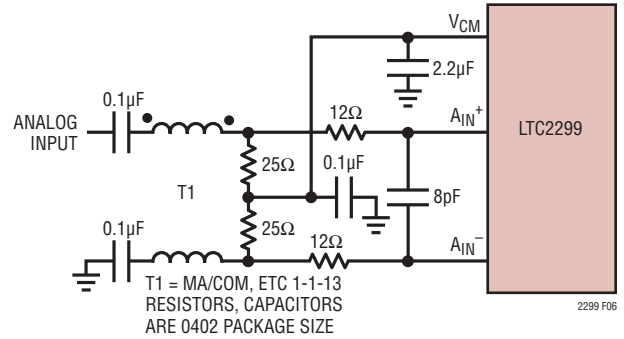 V_CM
2.2µF
0.1µF
12Ω
A_IN^+
LTC2299
ANALOG
INPUT
25Ω
0.1µF
T1
8pF
0.1µF
25Ω
12Ω
A_IN^–
T1 = MA/COM, ETC 1-1-13
RESISTORS, CAPACITORS
ARE 0402 PACKAGE SIZE
2299 F06